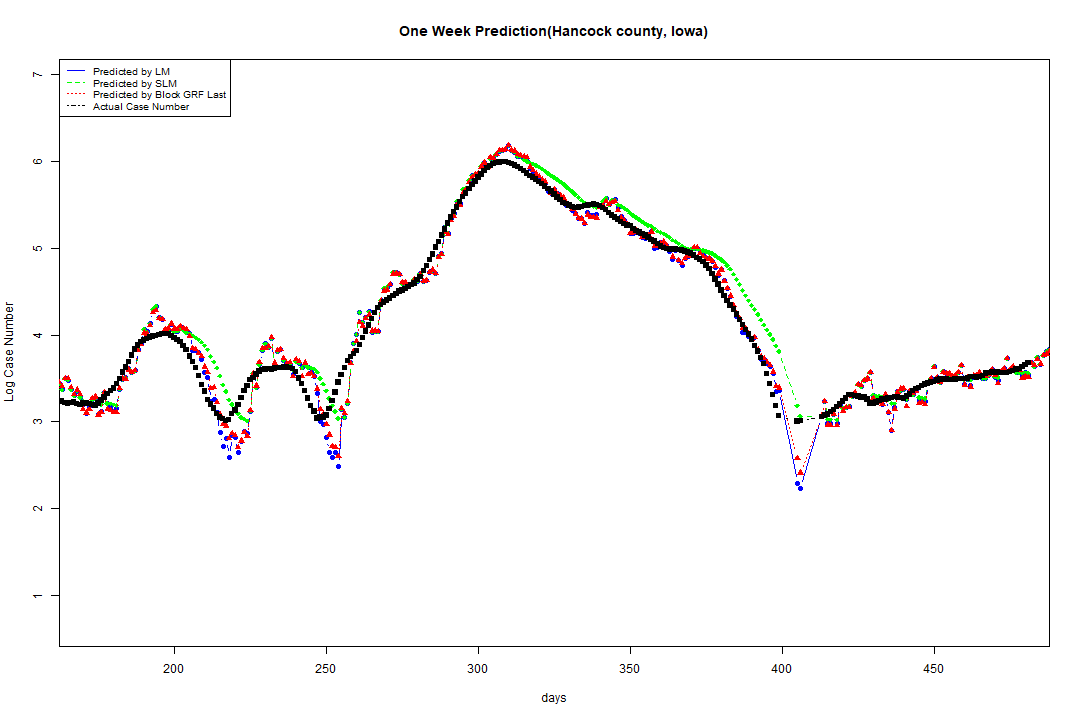 One Week Prediction(Hancock county, Iowa)
Predicted by LM
Predicted by SLM
Predicted by Block GRF Last
Actual Case Number
7
6
5
4
3
2
1
Log Case Number
200 250 300 350 400 450
days